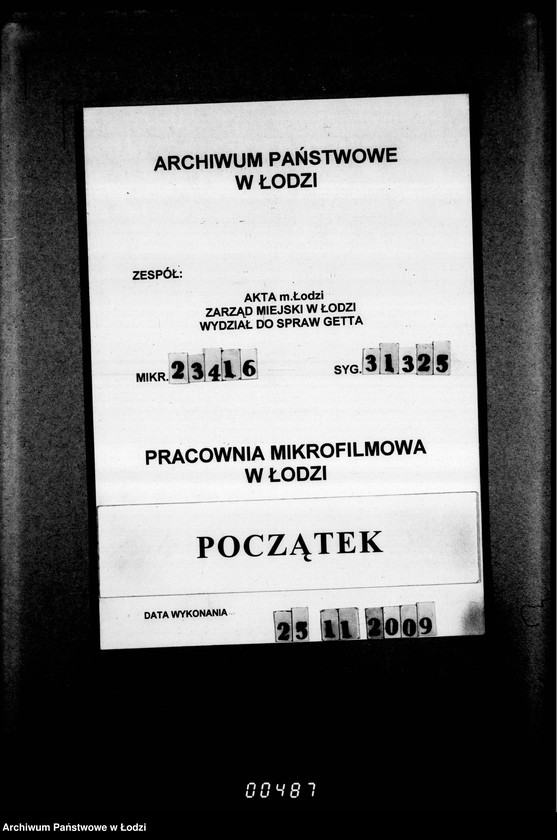 ARCHIWUM PAŃSTWOWE
W ŁODZI
ZESPÓŁ:
AKTA m.Łodzi
ZARZĄD MIEJSKI W ŁODZI
WYDZIAŁ DO SPRAW GETTA
MIKR. 23416 SYG. 31325
PRACOWNIA MIKROFILMOWA
W ŁODZI
POCZĄTEK
DATA WYKONANIA 25 11 2009
00487
Archiwum Państwowe w Łodzi